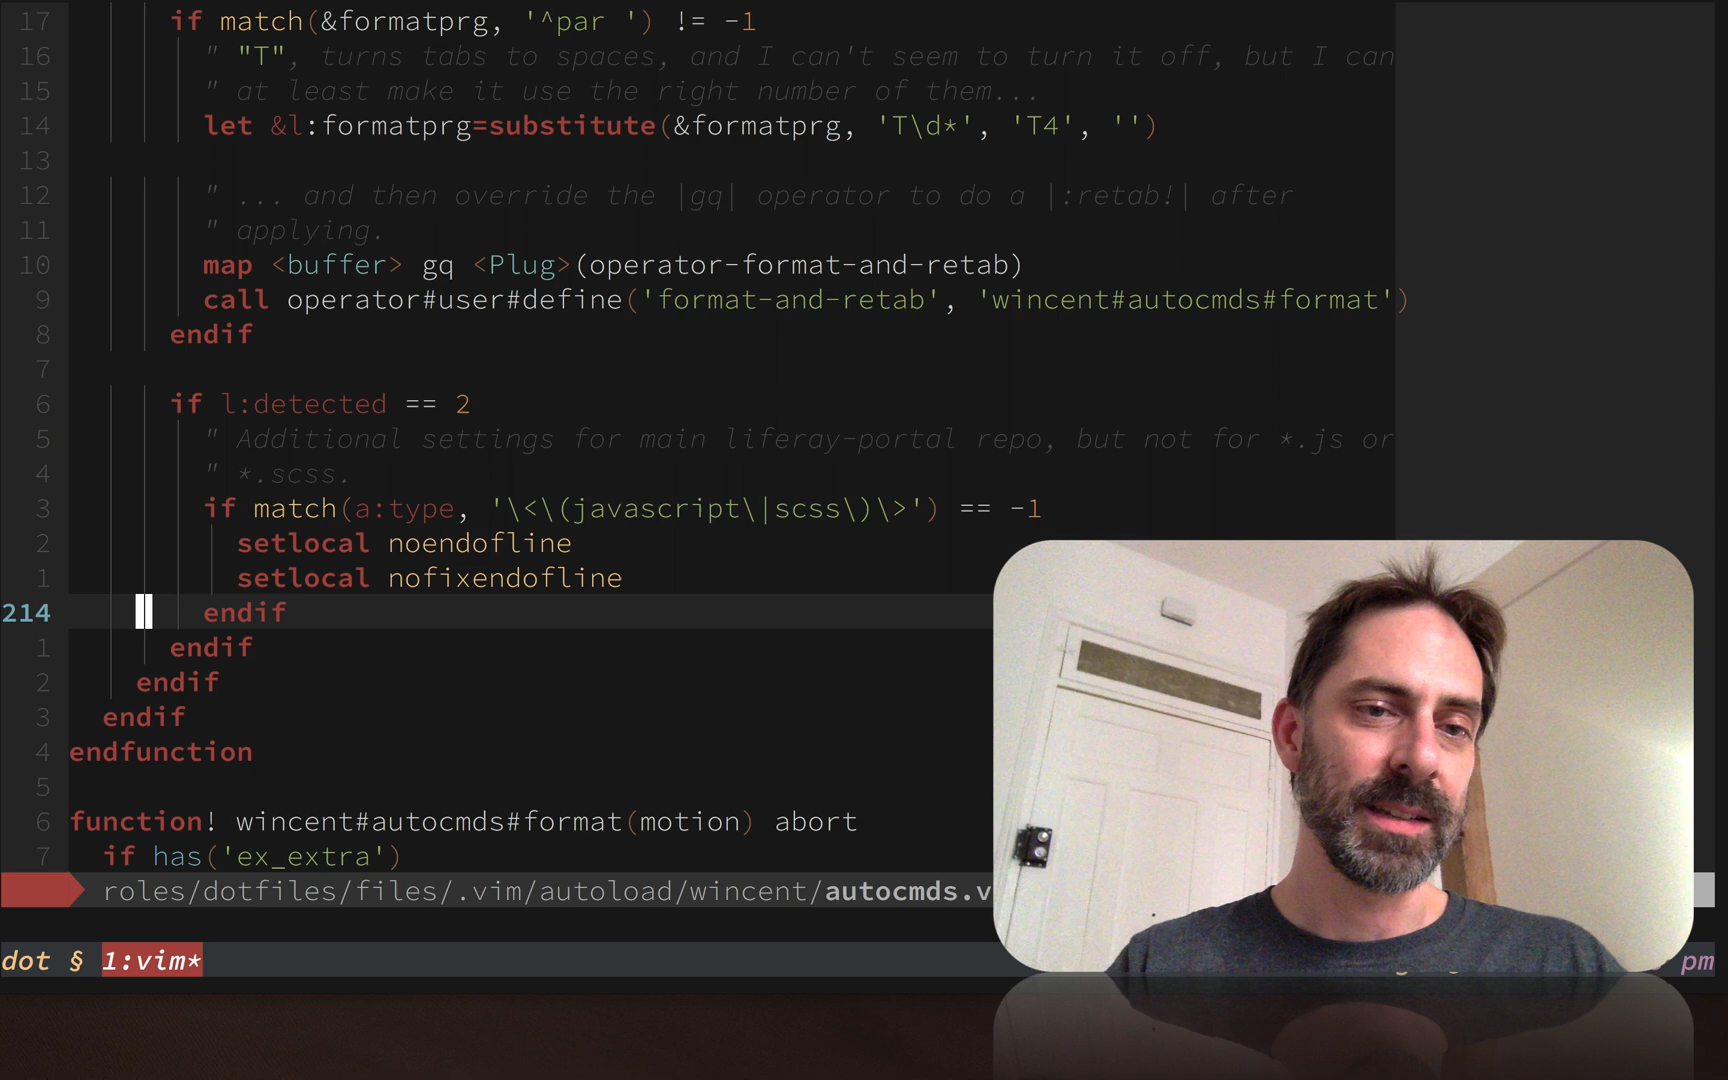 17 if match(&formatprg, '^par ') != -1
16 " "T", turns tabs to spaces, and I can't seem to turn it off, but I can
15 " at least make it use the right number of them...
14 let &l:formatprg=substitute(&formatprg, 'T\d*', 'T4', '')
13
12 " ... and then override the |gq| operator to do a |:retab!| after
11 " applying.
10 map <buffer> gq <Plug>(operator-format-and-retab)
9 call operator#user#define('format-and-retab', 'wincent#autocmds#format')
8 endif
7
6 if l:detected == 2
5 " Additional settings for main liferay-portal repo, but not for *.js or
4 " *.scss.
3 if match(a:type, '\<\(javascript\|scss\)\>') == -1
2 setlocal noendofline
1 setlocal nofixendofline
214 endif
1 endif
2 endif
3 endif
4 endfunction
5
6 function! wincent#autocmds#format(motion) abort
7 if has('ex_extra')
roles/dotfiles/files/.vim/autoload/wincent/autocmds.v
dot § 1:vim* pm